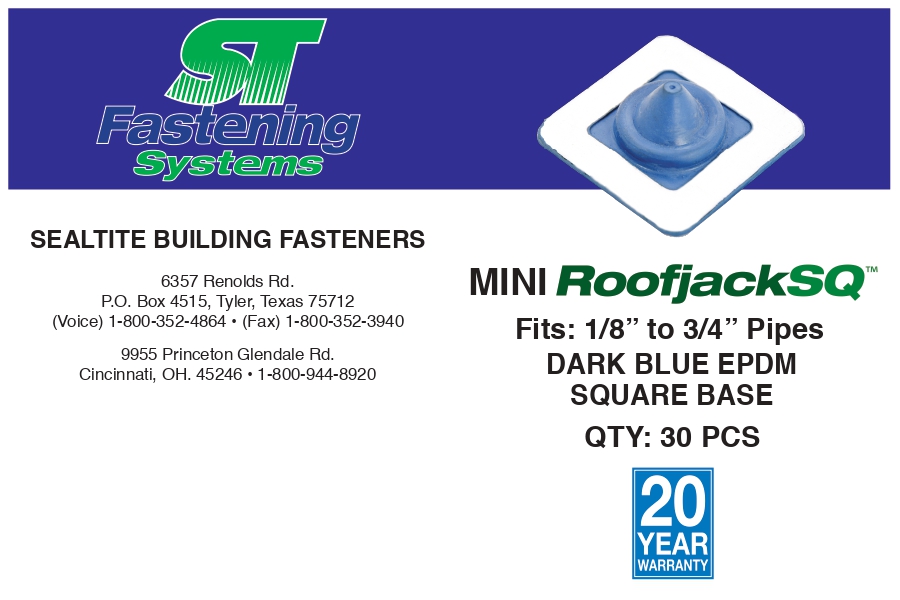 ST
Fastening
Systems
SEALTITE BUILDING FASTENERS
6357 Renolds Rd.
P.O. Box 4515, Tyler, Texas 75712
(Voice) 1-800-352-4864 • (Fax) 1-800-352-3940
9955 Princeton Glendale Rd.
Cincinnati, OH. 45246 • 1-800-944-8920
MINI RoofjackSQ™
Fits: 1/8” to 3/4” Pipes
DARK BLUE EPDM
SQUARE BASE
QTY: 30 PCS
20
YEAR
WARRANTY